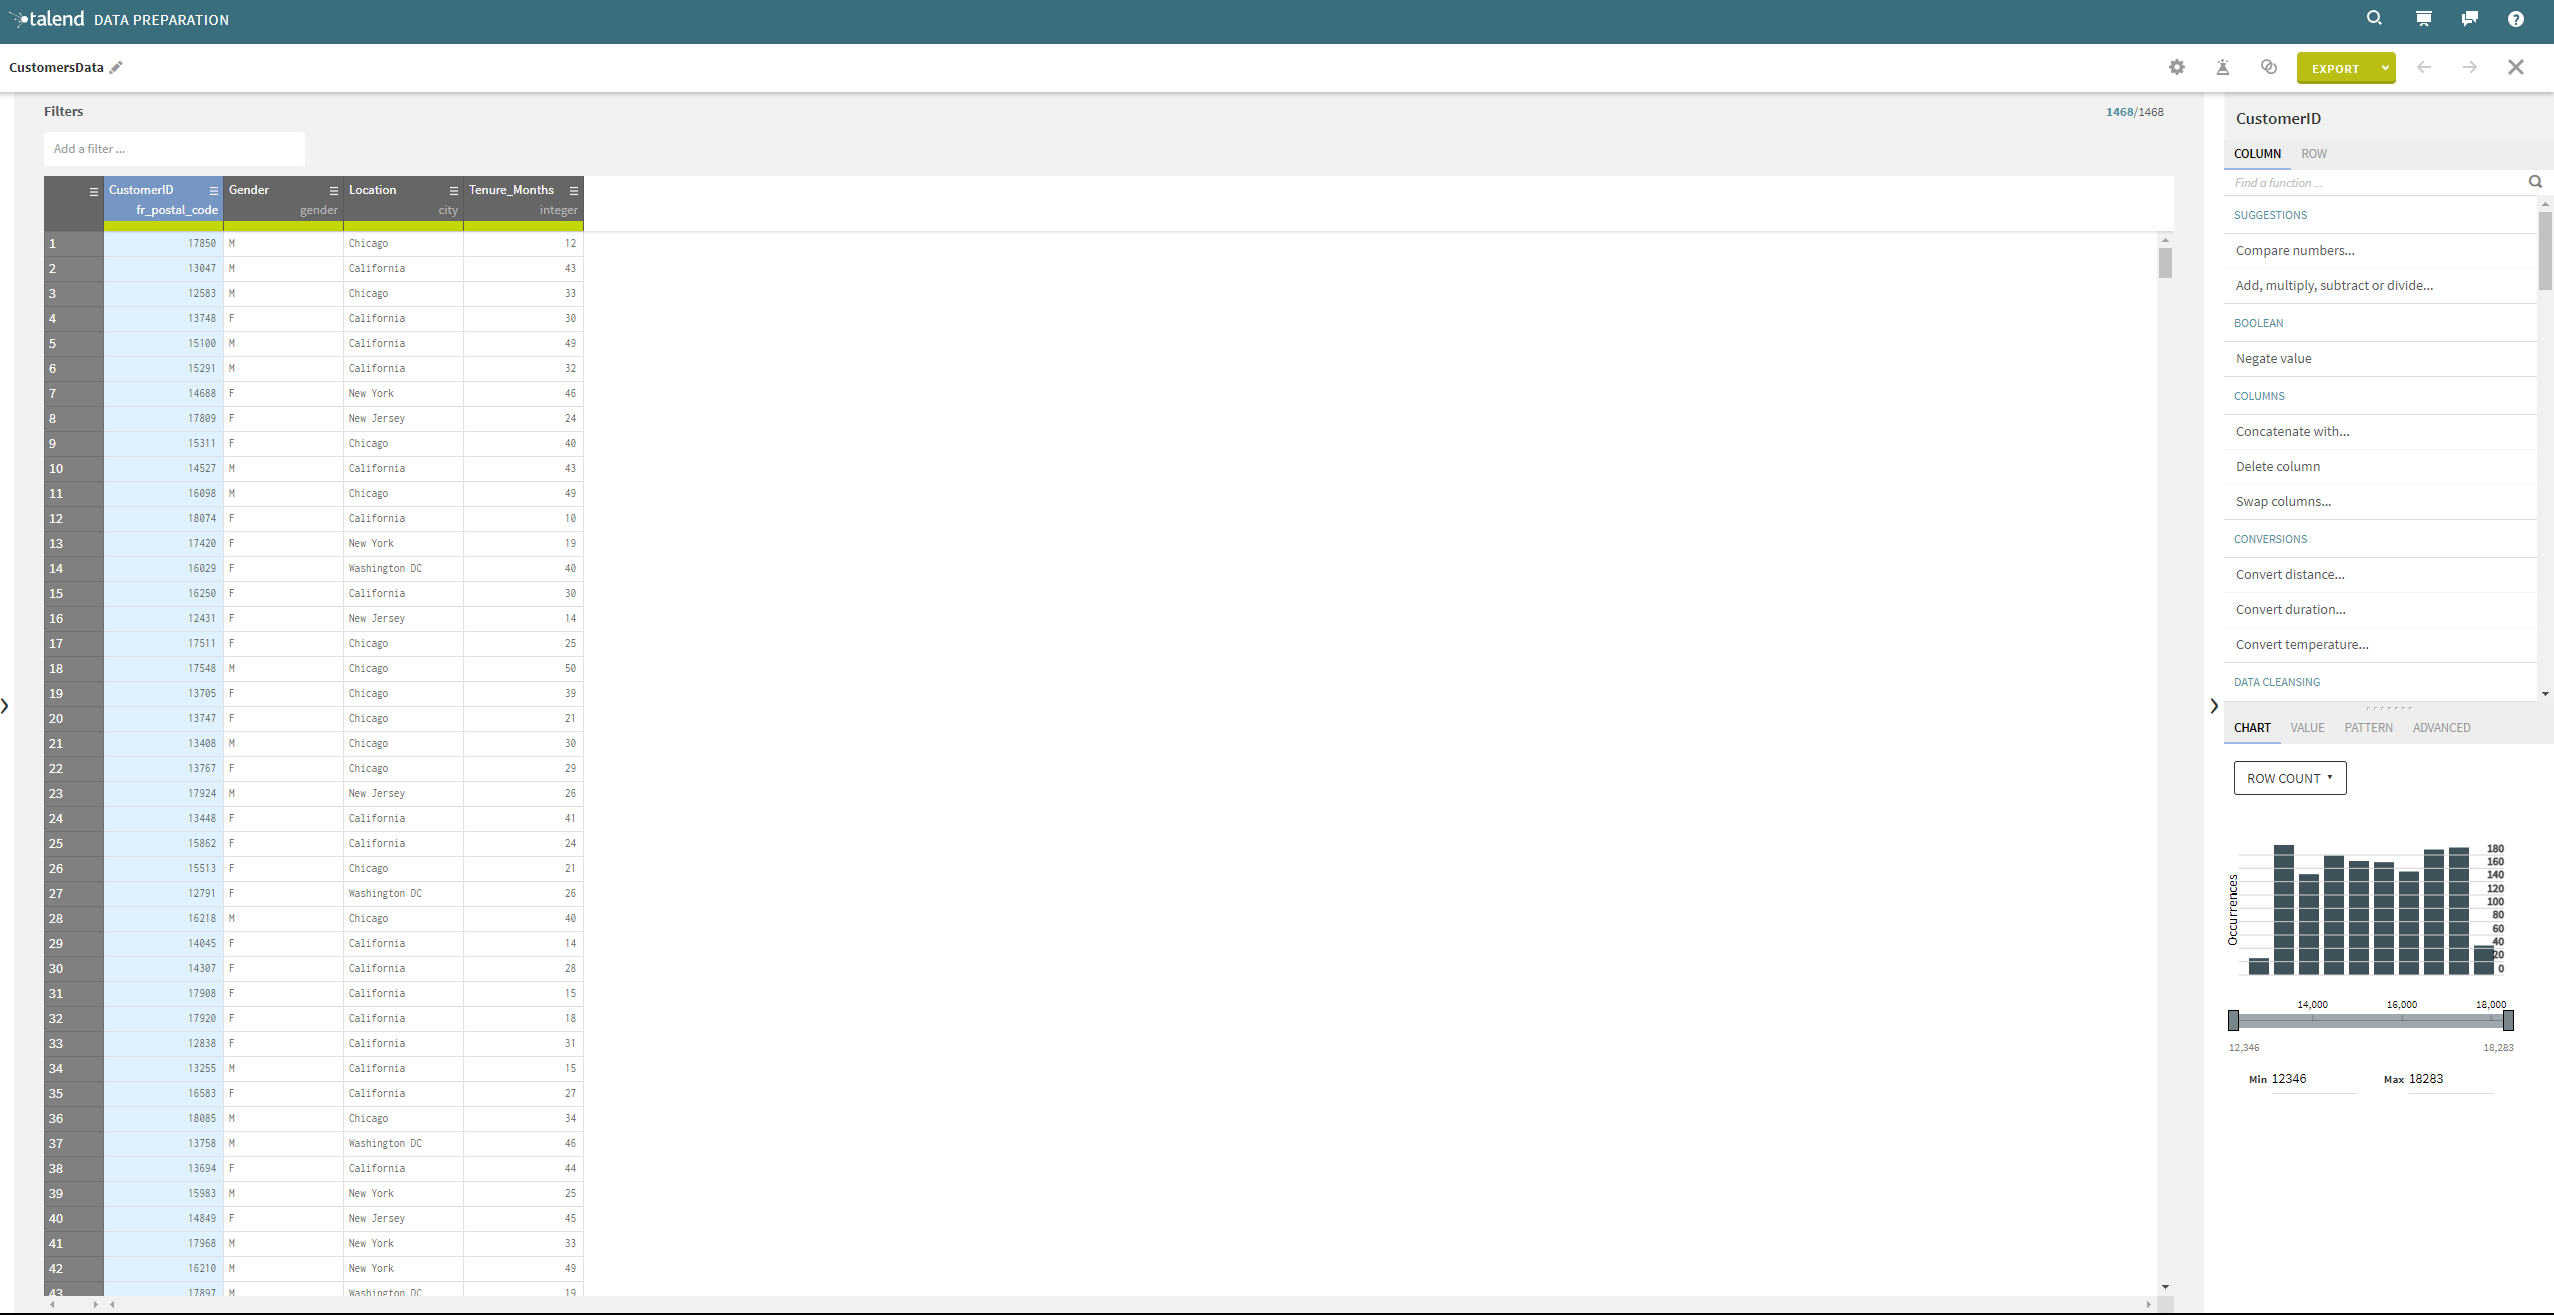 talend DATA PREPARATION
CustomersData
EXPORT
Filters
1468/1468
Add a filter ...
CustomerID Gender Location Tenure_Months
fr_postal_code gender city integer
1 17850 M Chicago 12
2 13047 M California 43
3 12583 M Chicago 33
4 13748 F California 30
5 15100 M California 49
6 15291 M California 32
7 14688 F New York 46
8 17809 F New Jersey 24
9 15311 F Chicago 40
10 14527 M California 43
11 16098 M Chicago 49
12 18074 F California 10
13 17420 F New York 19
14 16029 F Washington DC 40
15 16250 F California 30
16 12431 F New Jersey 14
17 17511 F Chicago 25
18 17548 M Chicago 50
19 13705 F Chicago 39
20 13747 F Chicago 21
21 13408 M Chicago 30
22 13767 F Chicago 29
23 17924 M New Jersey 26
24 13448 F California 41
25 15862 F California 24
26 15513 F Chicago 21
27 12791 F Washington DC 26
28 16218 M Chicago 40
29 14045 F California 14
30 14307 F California 28
31 17908 F California 15
32 17920 F California 18
33 12838 F California 31
34 13255 M California 15
35 16583 F California 27
36 18085 M Chicago 34
37 13758 M Washington DC 46
38 13694 F California 44
39 15983 M New York 25
40 14849 F New Jersey 45
41 17968 M New York 33
42 16210 M New York 49
43 17897 M Washington DC 19
CustomerID
COLUMN ROW
Find a function ...
SUGGESTIONS
Compare numbers...
Add, multiply, subtract or divide...
BOOLEAN
Negate value
COLUMNS
Concatenate with...
Delete column
Swap columns...
CONVERSIONS
Convert distance...
Convert duration...
Convert temperature...
DATA CLEANSING
CHART VALUE PATTERN ADVANCED
ROW COUNT
Occurrences
180
160
140
120
100
80
60
40
20
0
14,000 16,000 18,000
12,346 18,283
Min 12346 Max 18283